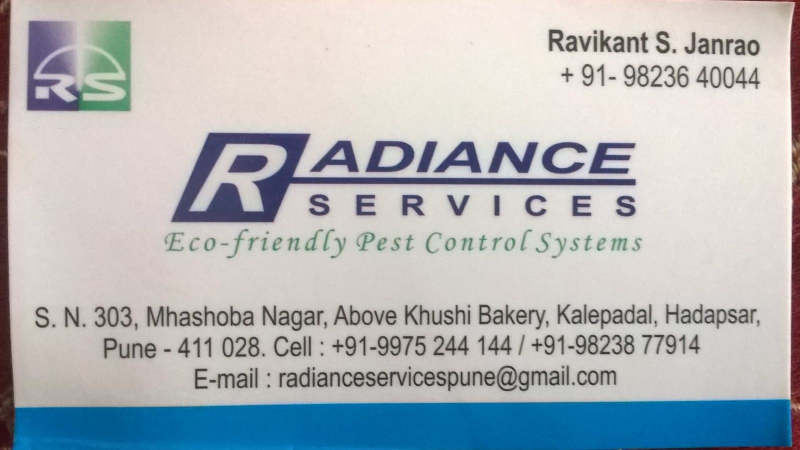 RS
Ravikant S. Janrao
+ 91- 98236 40044
RADIANCE
SERVICES
Eco-friendly Pest Control Systems
S. N. 303, Mhashoba Nagar, Above Khushi Bakery, Kalepadal, Hadapsar,
Pune - 411 028. Cell : +91-9975 244 144 / +91-98238 77914
E-mail : radianceservicespune@gmail.com